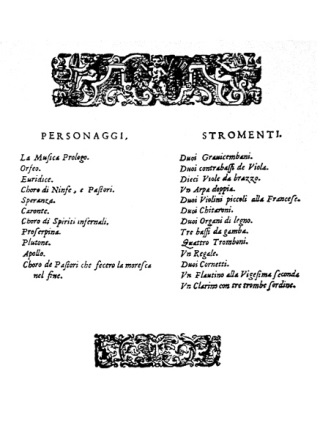 PERSONAGGI,
La Musica Prologo.
Orfeo.
Euridice.
Choro di Ninfe, e Pastori.
Speranza.
Caronte.
Choro di Spiriti infernali.
Proserpina.
Plutone.
Apollo.
Choro de Pastori che fecero la moresca
nel fine.
STROMENTI.
Duoi Grauicembani.
Duoi contrabassi de Viola.
Dieci Viole da brazzo.
Vn Arpa doppia.
Duoi Violini piccoli alla Francese.
Duoi Chitaroni.
Duoi Organi di legno.
Tre bassi da gamba.
Quattro Tromboni.
Vn Regale.
Duoi Cornetti.
Vn Flautino alla Vigesima seconda
Vn Clarino con tre trombe sordine.